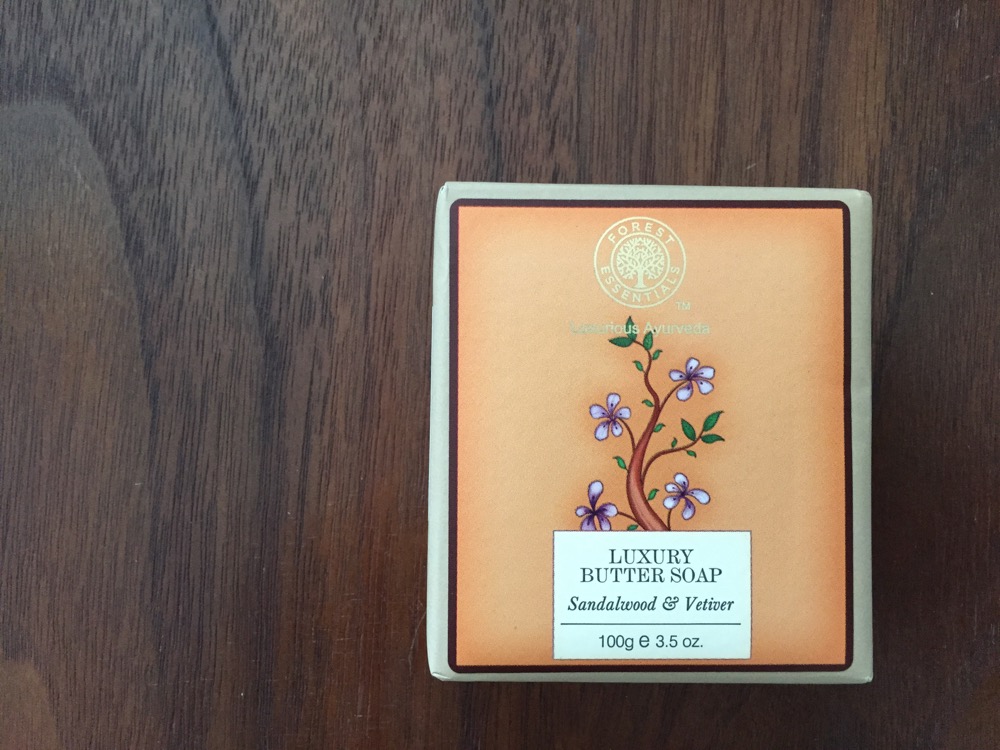 FOREST
ESSENTIALS
TM
Luxurious Ayurveda
LUXURY
BUTTER SOAP
Sandalwood & Vetiver
100g e 3.5 oz.